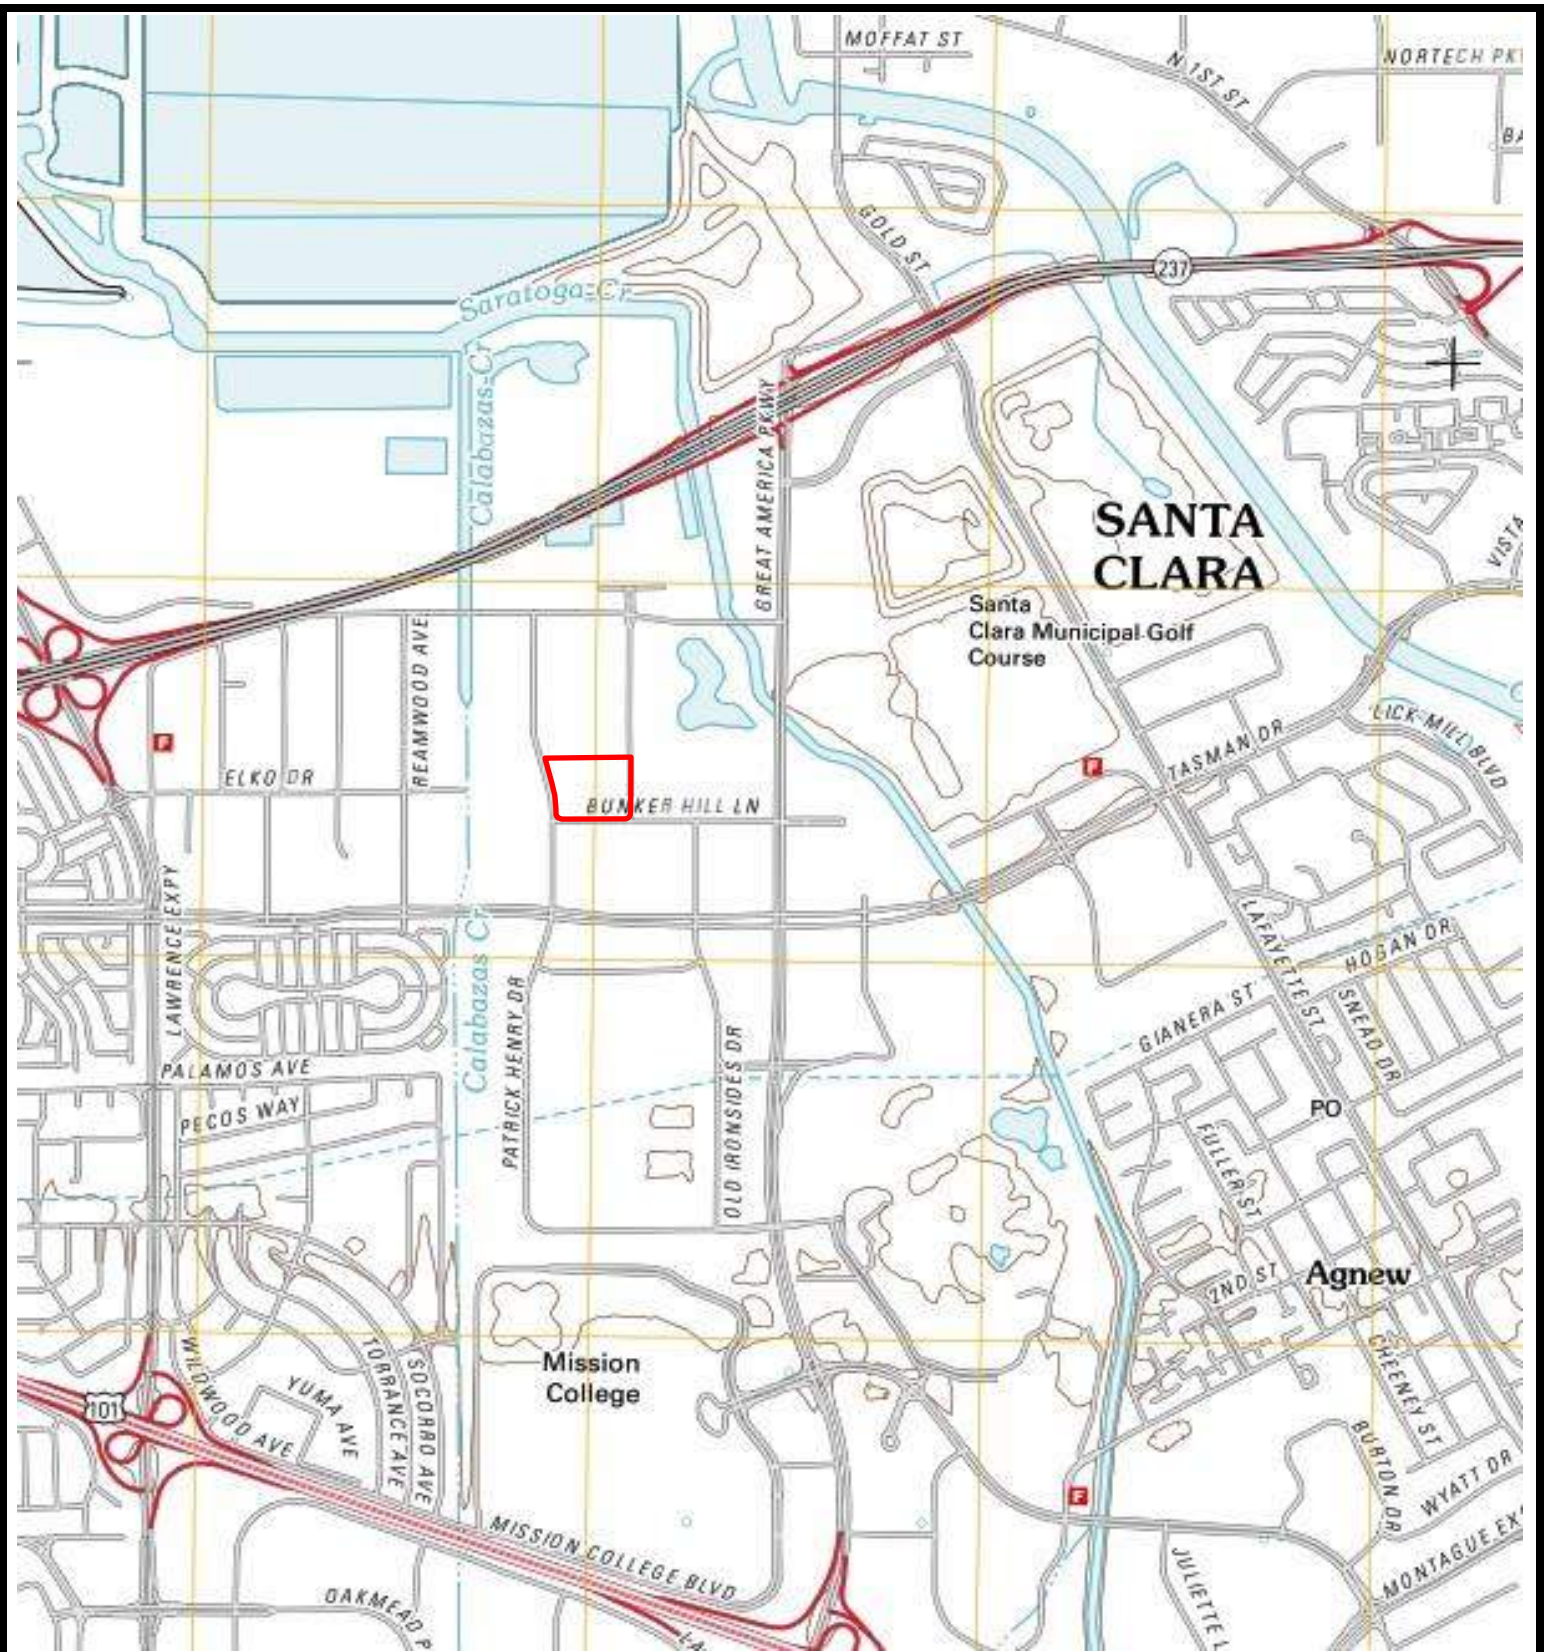 MOFFAT ST
N 1ST ST
NORTECH PK
BA
GOLD ST
237
Saratoga Cr
Calabazas Cr
GREAT AMERICA PKWY
SANTA
CLARA
VISTA
Santa
Clara Municipal Golf
Course
REAMWOOD AVE
LICK MILL BLVD
F
TASMAN DR
F
ELKO DR
BUNKER HILL LN
LAWRENCE EXPY
Calabazas Cr
LAFAYETTE ST
HOGAN DR
PATRICK HENRY DR
OLD IRONSIDES DR
GIANERA ST
SNEAD DR
PALAMOS AVE
PECOS WAY
PO
FULLER ST
Agnew
2ND ST
WILDWOOD AVE
TORRANCE AVE
SOCORRO AVE
YUMA AVE
Mission
College
CHEENEY ST
101
BURTON DR
WYATT DR
F
MISSION COLLEGE BLVD
MONTAGUE EX
JULIETTE L
OAKMEAD P
LA